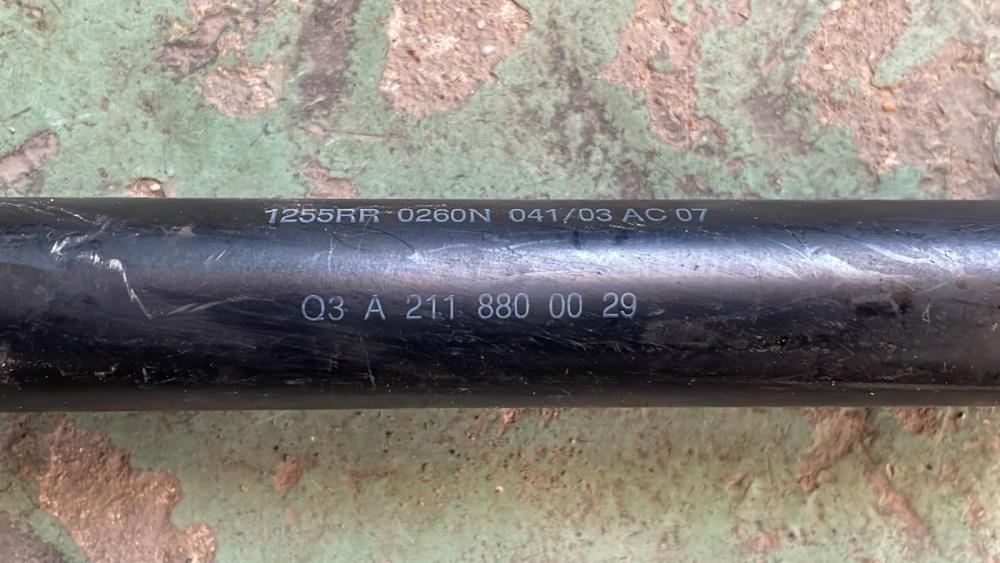 1255RR 0260N 041/03 AC 07
Q3 A 211 880 00 29